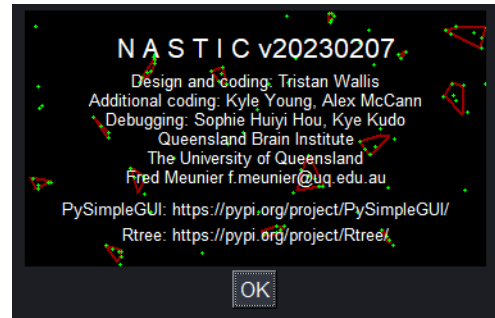 N A S T I C v20230207
Design and coding: Tristan Wallis
Additional coding: Kyle Young, Alex McCann
Debugging: Sophie Huiyi Hou, Kye Kudo
Queensland Brain Institute
The University of Queensland
Fred Meunier f.meunier@uq.edu.au
PySimpleGUI: https://pypi.org/project/PySimpleGUI/
Rtree: https://pypi.org/project/Rtree/
OK